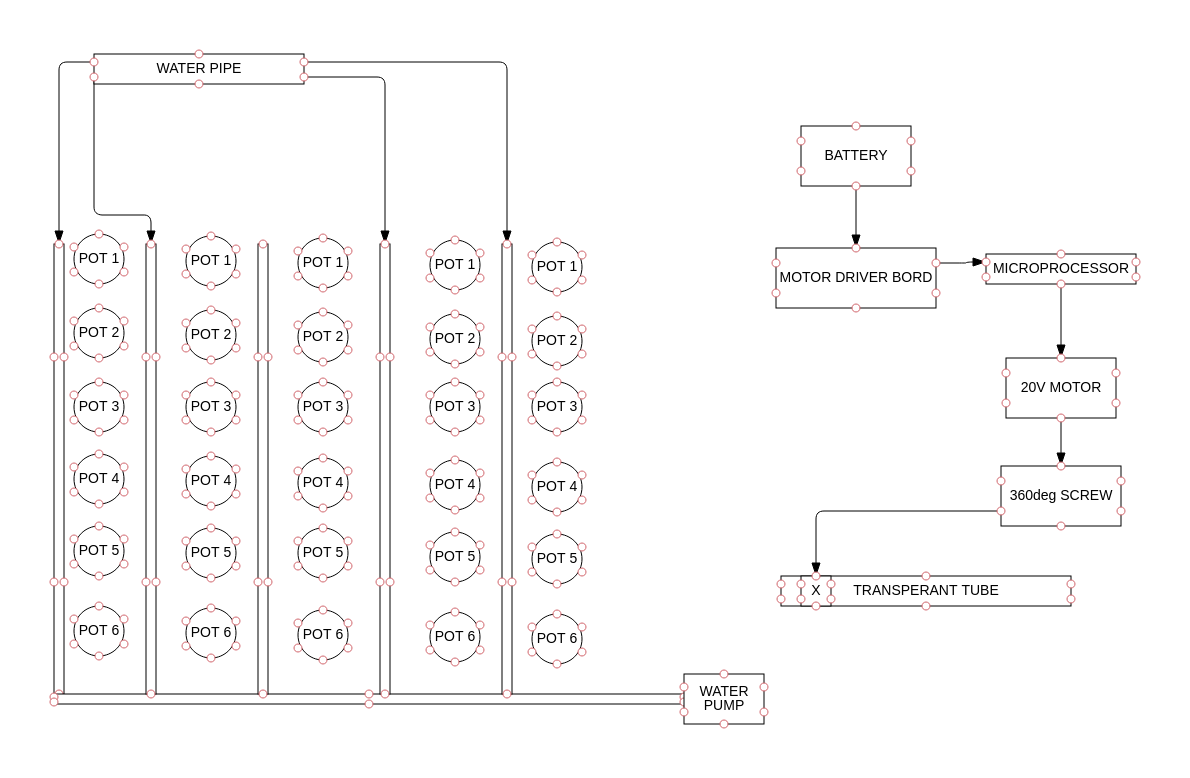 WATER PIPE
BATTERY
MOTOR DRIVER BORD
MICROPROCESSOR
20V MOTOR
360deg SCREW
X
TRANSPERANT TUBE
POT 1
POT 1
POT 1
POT 1
POT 1
POT 2
POT 2
POT 2
POT 2
POT 2
POT 3
POT 3
POT 3
POT 3
POT 3
POT 4
POT 4
POT 4
POT 4
POT 4
POT 5
POT 5
POT 5
POT 5
POT 5
POT 6
POT 6
POT 6
POT 6
POT 6
WATER
PUMP